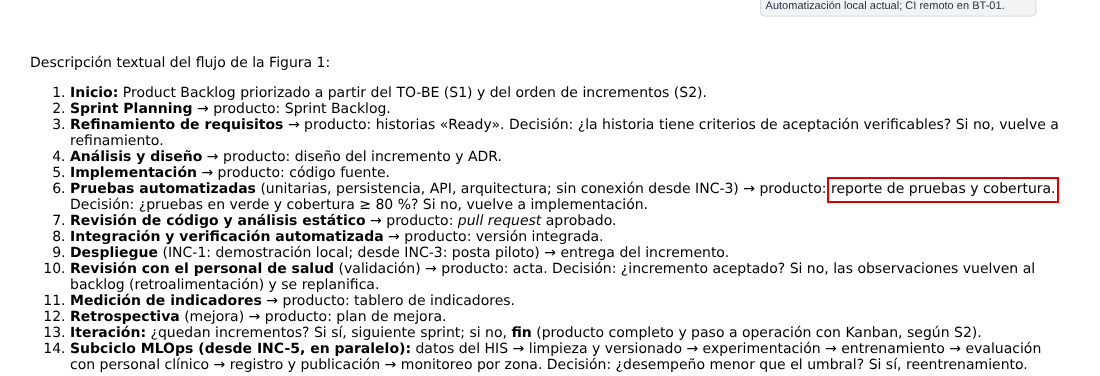 Automatización local actual; CI remoto en BT-01.
Descripción textual del flujo de la Figura 1:
1. Inicio: Product Backlog priorizado a partir del TO-BE (S1) y del orden de incrementos (S2).
2. Sprint Planning → producto: Sprint Backlog.
3. Refinamiento de requisitos → producto: historias «Ready». Decisión: ¿la historia tiene criterios de aceptación verificables? Si no, vuelve a
refinamiento.
4. Análisis y diseño → producto: diseño del incremento y ADR.
5. Implementación → producto: código fuente.
6. Pruebas automatizadas (unitarias, persistencia, API, arquitectura; sin conexión desde INC-3) → producto: reporte de pruebas y cobertura.
Decisión: ¿pruebas en verde y cobertura ≥ 80 %? Si no, vuelve a implementación.
7. Revisión de código y análisis estático → producto: pull request aprobado.
8. Integración y verificación automatizada → producto: versión integrada.
9. Despliegue (INC-1: demostración local; desde INC-3: posta piloto) → entrega del incremento.
10. Revisión con el personal de salud (validación) → producto: acta. Decisión: ¿incremento aceptado? Si no, las observaciones vuelven al
backlog (retroalimentación) y se replanifica.
11. Medición de indicadores → producto: tablero de indicadores.
12. Retrospectiva (mejora) → producto: plan de mejora.
13. Iteración: ¿quedan incrementos? Si sí, siguiente sprint; si no, fin (producto completo y paso a operación con Kanban, según S2).
14. Subciclo MLOps (desde INC-5, en paralelo): datos del HIS → limpieza y versionado → experimentación → entrenamiento → evaluación
con personal clínico → registro y publicación → monitoreo por zona. Decisión: ¿desempeño menor que el umbral? Si sí, reentrenamiento.